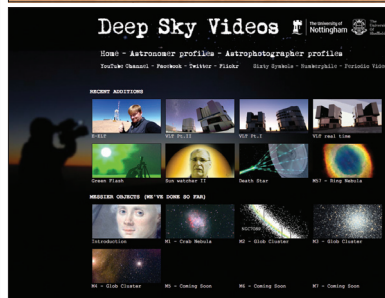 Deep Sky Videos
The University of
Nottingham
Home - Astronomer profiles - Astrophotographer profiles
YouTube Channel - Facebook - Twitter - Flickr
Sixty Symbols - Numberphile - Periodic Video
RECENT ADDITIONS
E-ELT
VLT Pt.II
VLT Pt.I
VLT real time
Green Flash
Sun watcher II
Death Star
M57 - Ring Nebula
MESSIER OBJECTS (WE'VE DONE SO FAR)
NGC7089
Introduction
M1 - Crab Nebula
M2 - Glob Cluster
M3 - Glob Cluster
M4 - Glob Cluster
M5 - Coming Soon
M6 - Coming Soon
M7 - Coming Soon